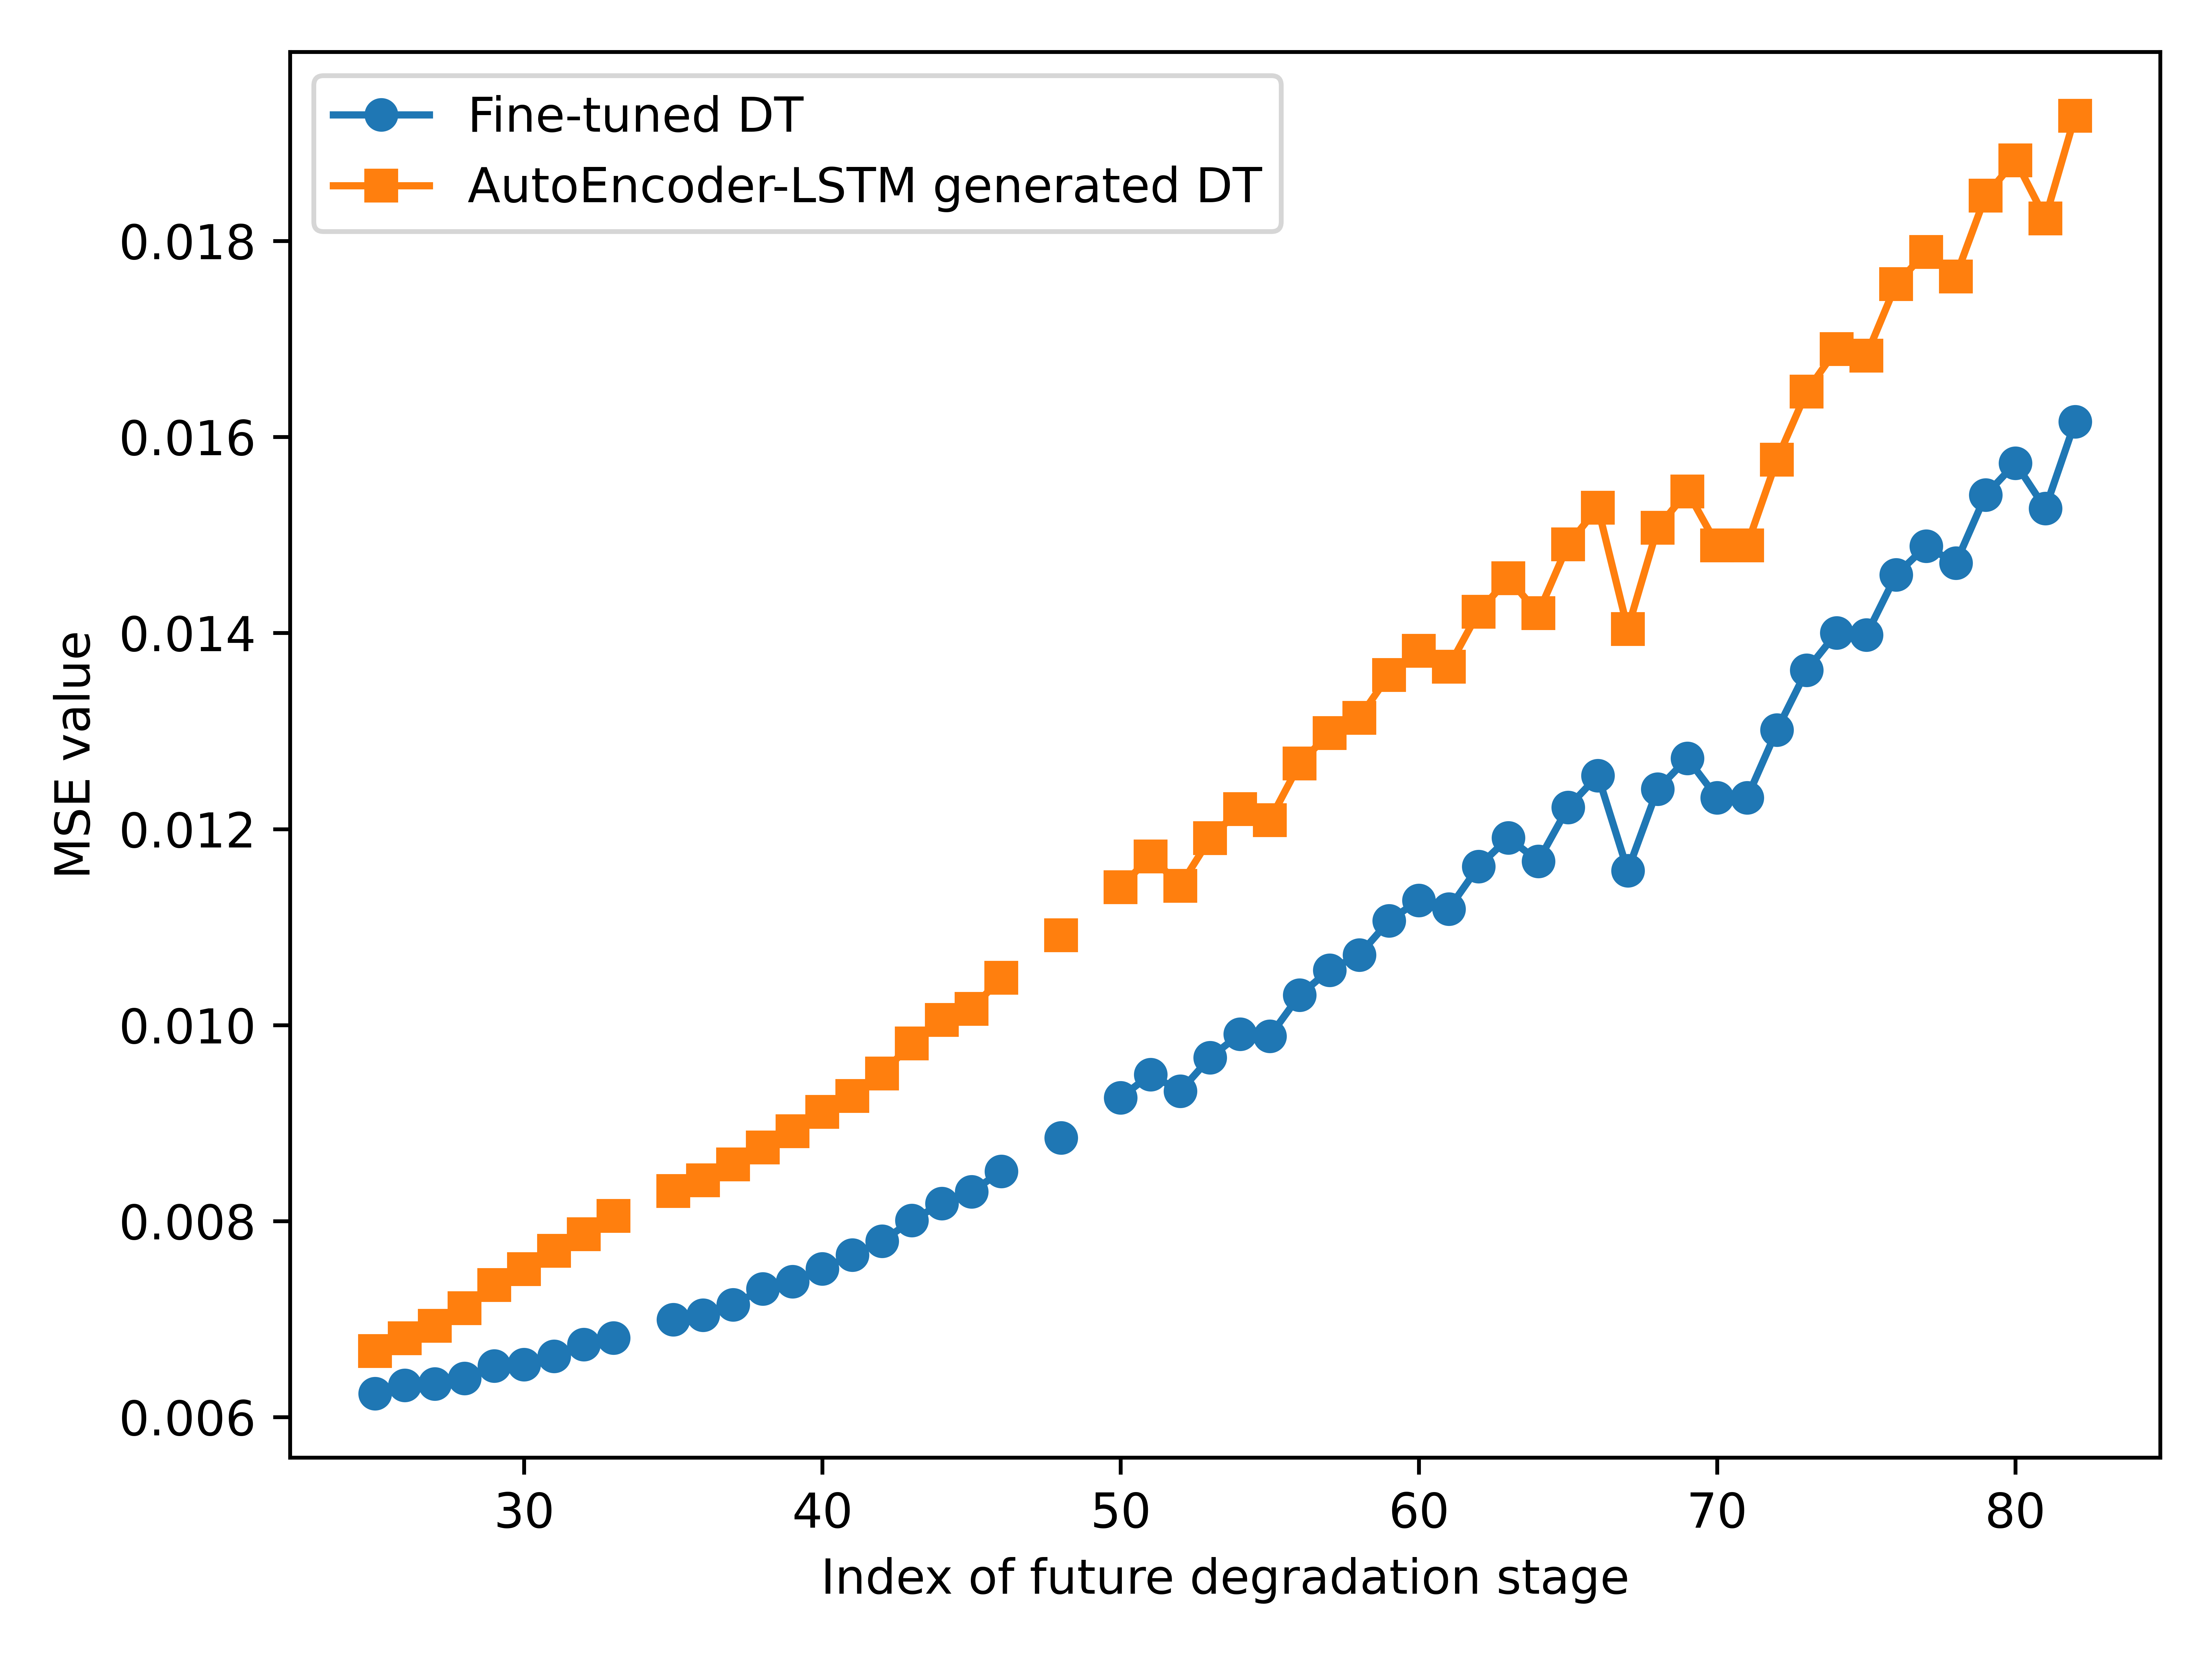 Fine-tuned DT
AutoEncoder-LSTM generated DT
0.018
0.016
0.014
0.012
0.010
0.008
0.006
MSE value
30 40 50 60 70 80
Index of future degradation stage